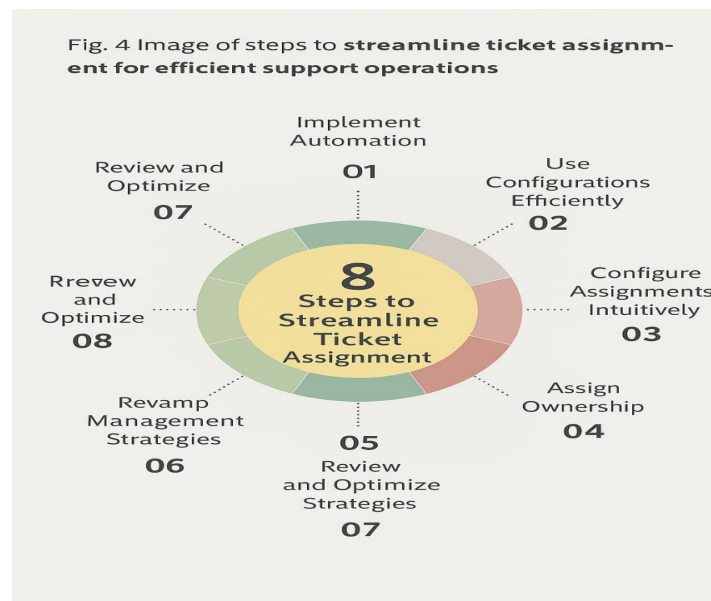 Fig. 4 Image of steps to streamline ticket assignm-
ent for efficient support operations
Implement
Automation
01
Use
Configurations
Efficiently
02
Configure
Assignments
Intuitively
03
Assign
Ownership
04
05
Review
and Optimize
Strategies
07
Revamp
Management
Strategies
06
Rrevew
and
Optimize
08
Review and
Optimize
07
8
Steps to
Streamline
Ticket
Assignment